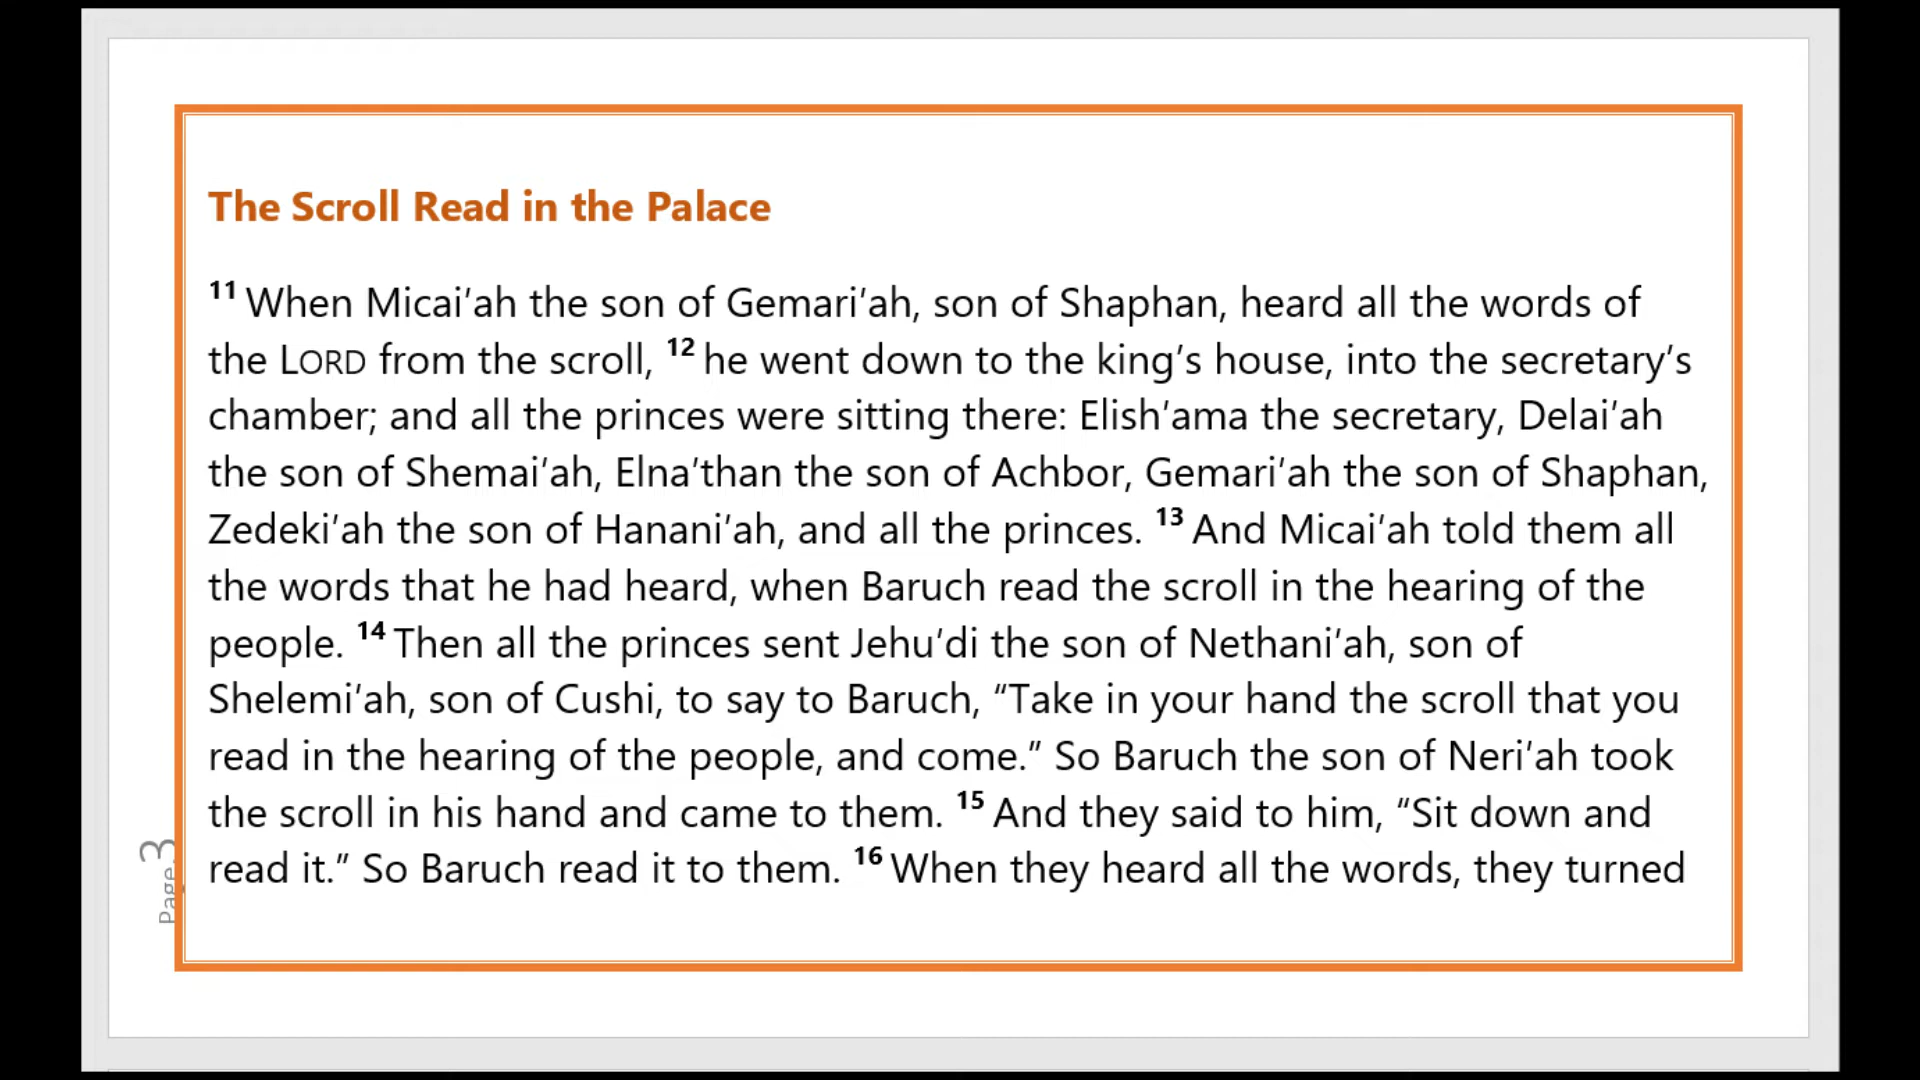 The Scroll Read in the Palace
11 When Micai’ah the son of Gemari’ah, son of Shaphan, heard all the words of
the LORD from the scroll, 12 he went down to the king’s house, into the secretary’s
chamber; and all the princes were sitting there: Elish’ama the secretary, Delai’ah
the son of Shemai’ah, Elna’than the son of Achbor, Gemari’ah the son of Shaphan,
Zedeki’ah the son of Hanani’ah, and all the princes. 13 And Micai’ah told them all
the words that he had heard, when Baruch read the scroll in the hearing of the
people. 14 Then all the princes sent Jehu’di the son of Nethani’ah, son of
Shelemi’ah, son of Cushi, to say to Baruch, “Take in your hand the scroll that you
read in the hearing of the people, and come.” So Baruch the son of Neri’ah took
the scroll in his hand and came to them. 15 And they said to him, “Sit down and
read it.” So Baruch read it to them. 16 When they heard all the words, they turned
Page 3